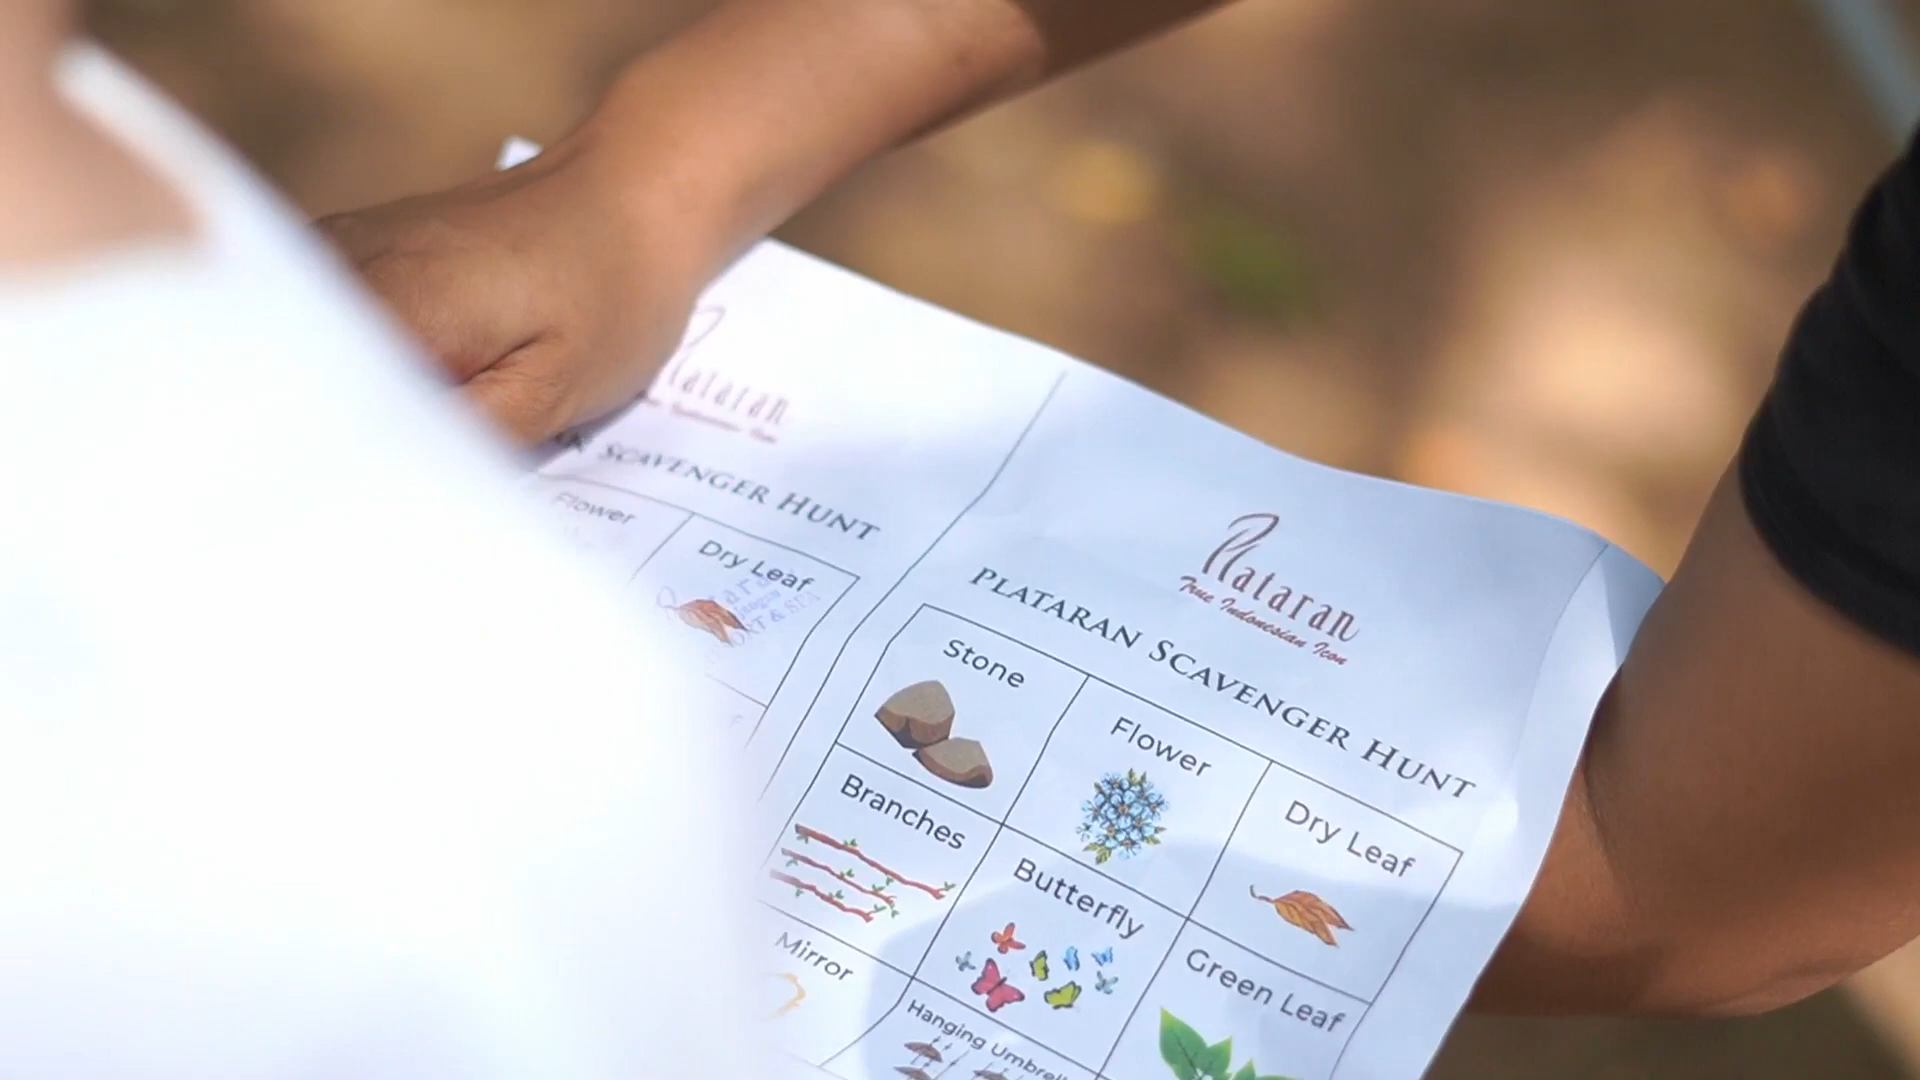 Plataran
SCAVENGER HUNT
Flower
Dry Leaf
Plataran
True Indonesian Icon
PLATARAN SCAVENGER HUNT
Stone
Flower
Dry Leaf
Branches
Butterfly
Green Leaf
Mirror
Hanging